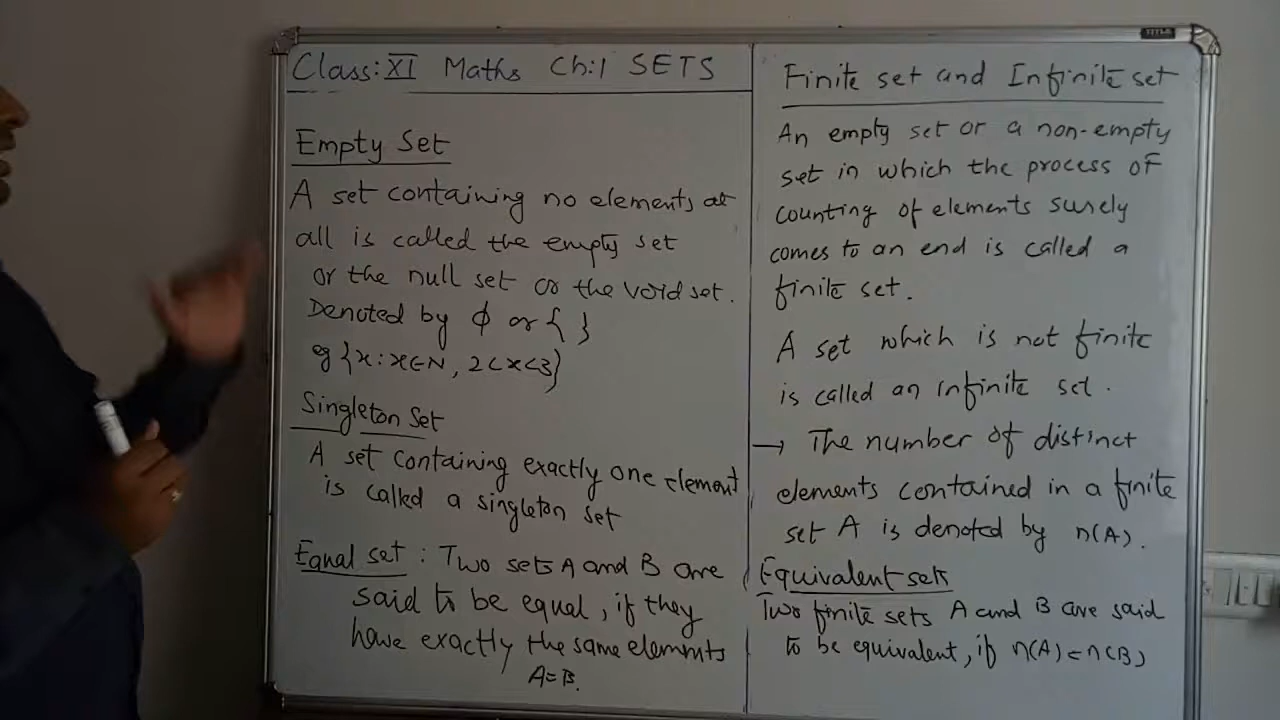 Class: XI Maths Ch:1 SETS
Empty Set
A set containing no elements at
all is called the empty set
or the null set or the void set.
Denoted by ϕ or { }
eg {x : x∈N, 2<x<3}
Singleton Set
A set containing exactly one element
is called a singleton set
Equal set : Two sets A and B are
said to be equal, if they
have exactly the same elements
A=B.
TITLE
Finite set and Infinite set
An empty set or a non-empty
set in which the process of
counting of elements surely
comes to an end is called a
finite set.
A set which is not finite
is called an infinite set.
→ The number of distinct
elements contained in a finite
set A is denoted by n(A).
Equivalent sets
Two finite sets A and B are said
to be equivalent, if n(A) = n(B)